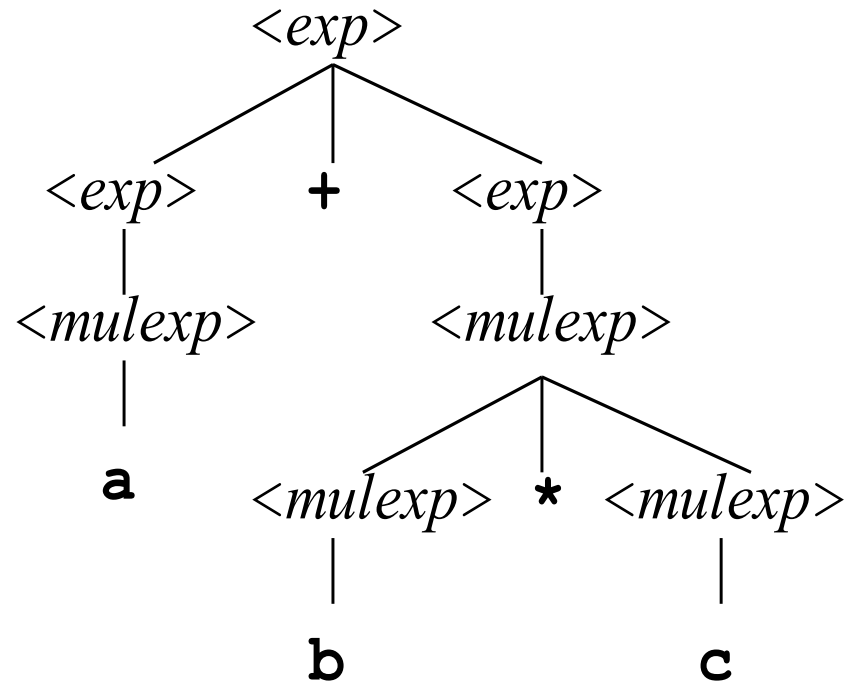 <exp>
<exp> + <exp>
<mulexp> <mulexp>
a <mulexp> * <mulexp>
b c